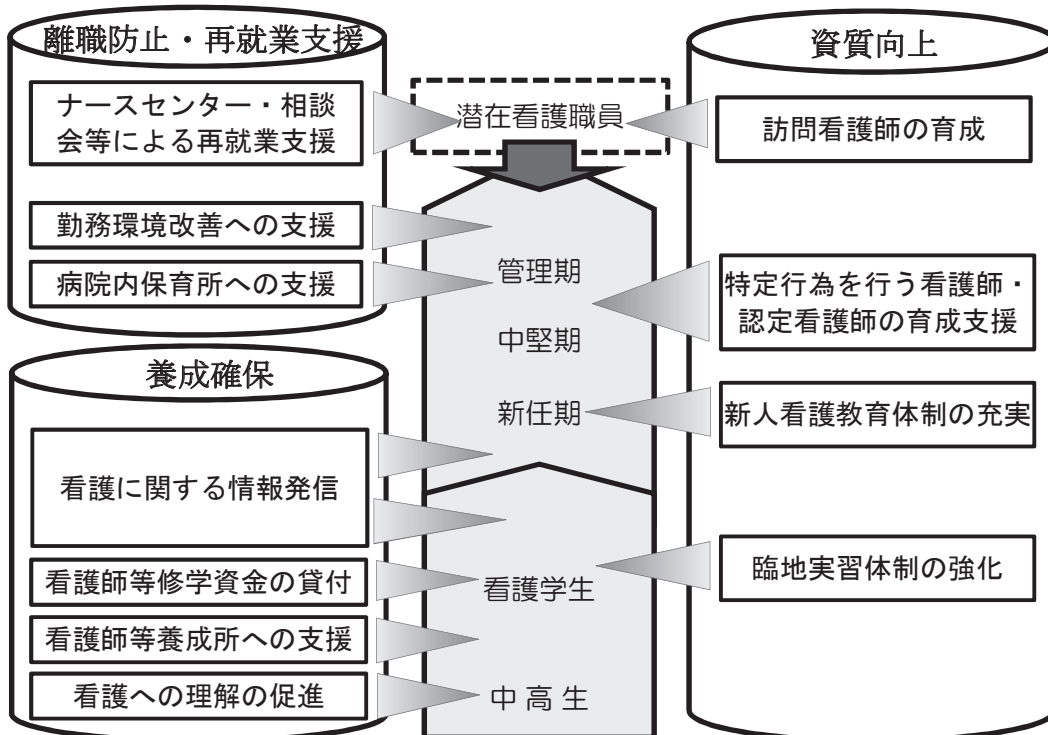 離職防止・再就業支援
ナースセンター・相談
会等による再就業支援
勤務環境改善への支援
病院内保育所への支援
養成確保
看護に関する情報発信
看護師等修学資金の貸付
看護師等養成所への支援
看護への理解の促進
潜在看護職員
管理期
中堅期
新任期
看護学生
中高生
資質向上
訪問看護師の育成
特定行為を行う看護師・
認定看護師の育成支援
新人看護教育体制の充実
臨地実習体制の強化